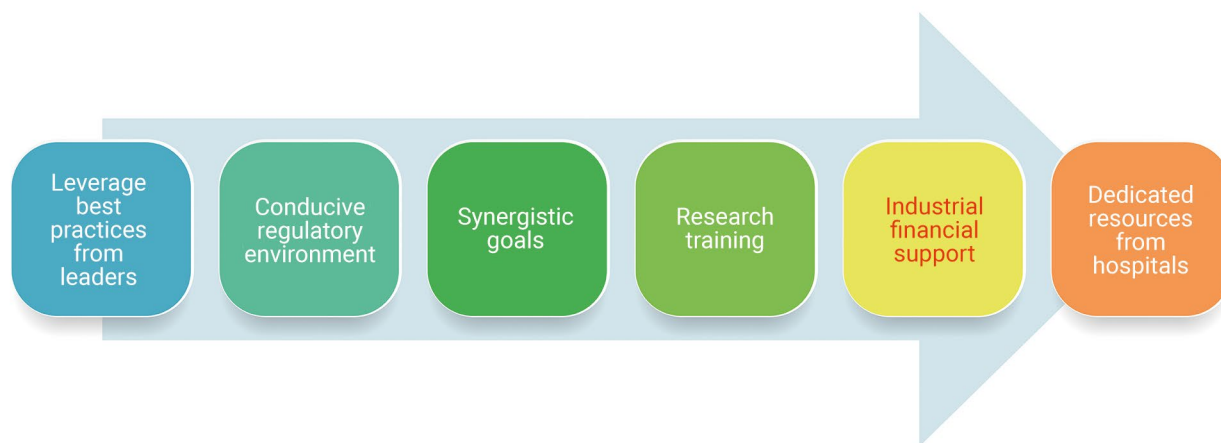 Leverage
best
practices
from
leaders
Conducive
regulatory
environment
Synergistic
goals
Research
training
Industrial
financial
support
Dedicated
resources
from
hospitals